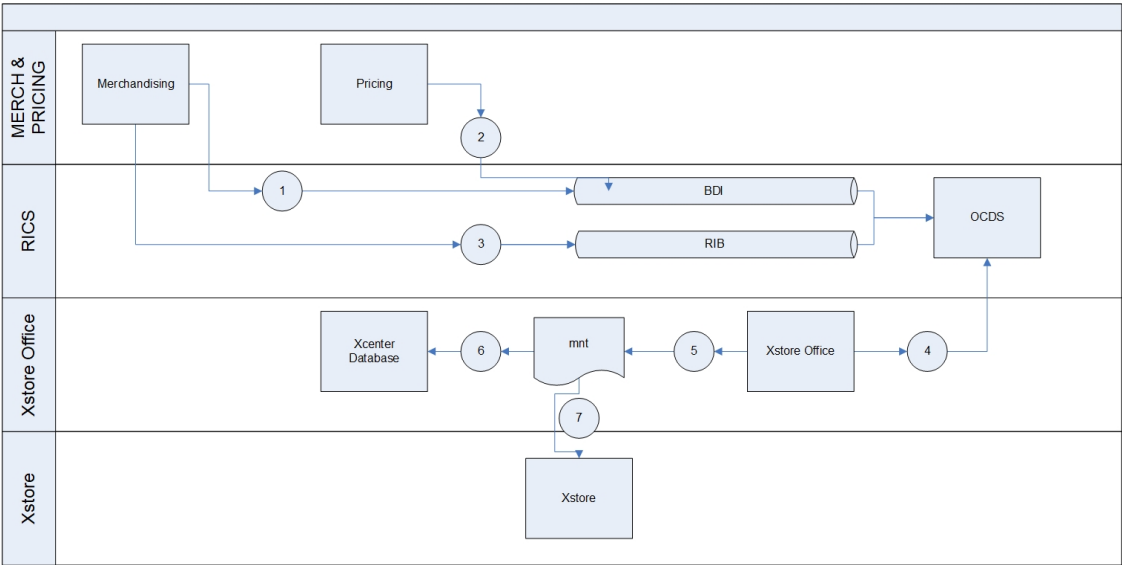 MERCH &
PRICING
Merchandising
Pricing
2
RICS
1
BDI
3
RIB
OCDS
Xstore Office
Xcenter
Database
6
mnt
5
Xstore Office
4
7
Xstore
Xstore